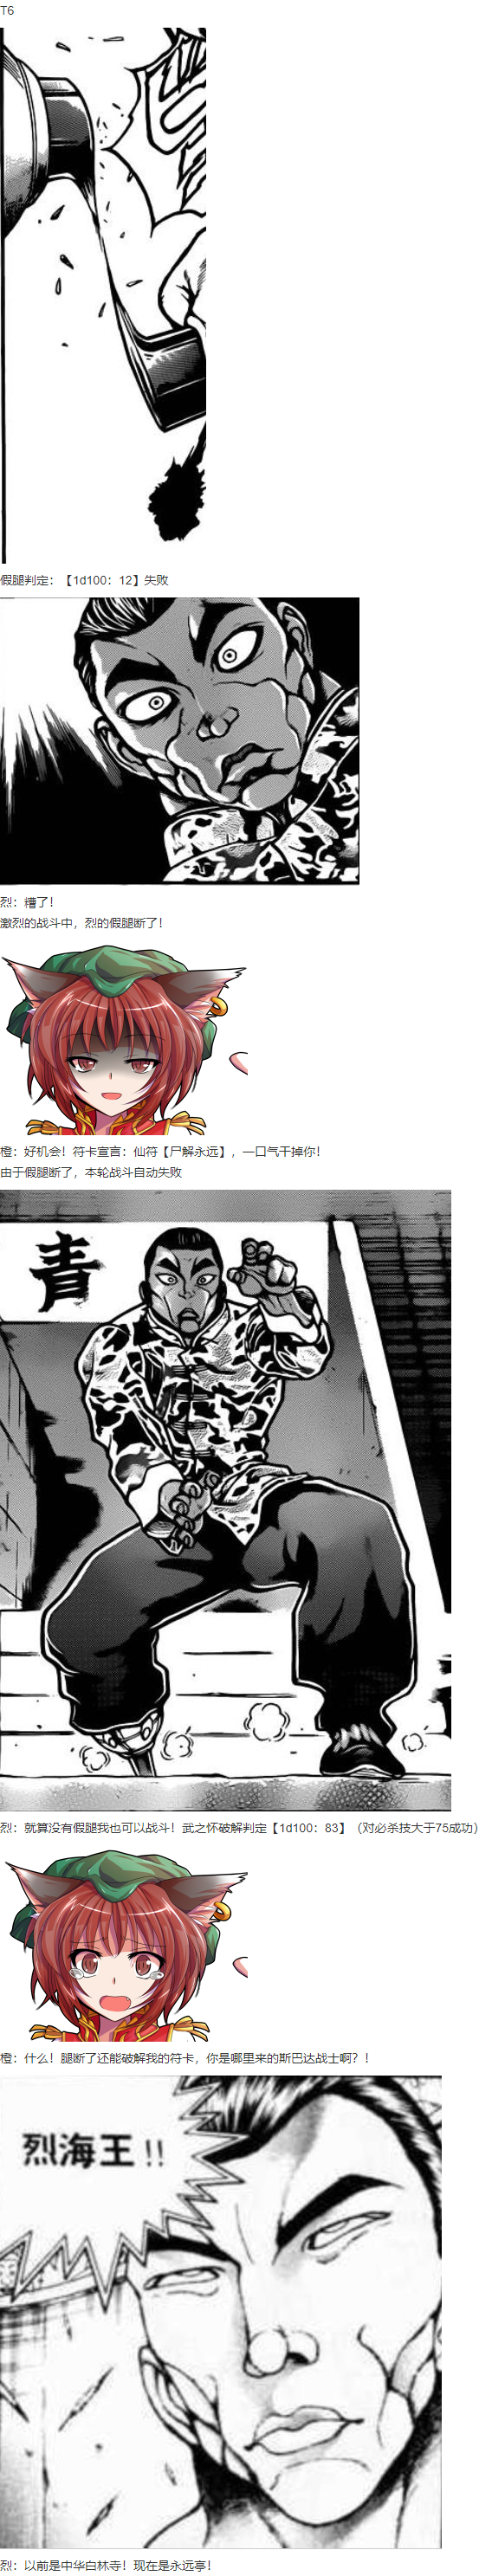 T6
假腿判定：【1d100：12】失败
烈：糟了！
激烈的战斗中，烈的假腿断了！
橙：好机会！符卡宣言：仙符【尸解永远】，一口气干掉你！
由于假腿断了，本轮战斗自动失败
青
烈：就算没有假腿我也可以战斗！武之怀破解判定【1d100：83】（对必杀技大于75成功）
橙：什么！腿断了还能破解我的符卡，你是哪里来的斯巴达战士啊？！
烈海王!!
烈：以前是中华白林寺！现在是永远亭！